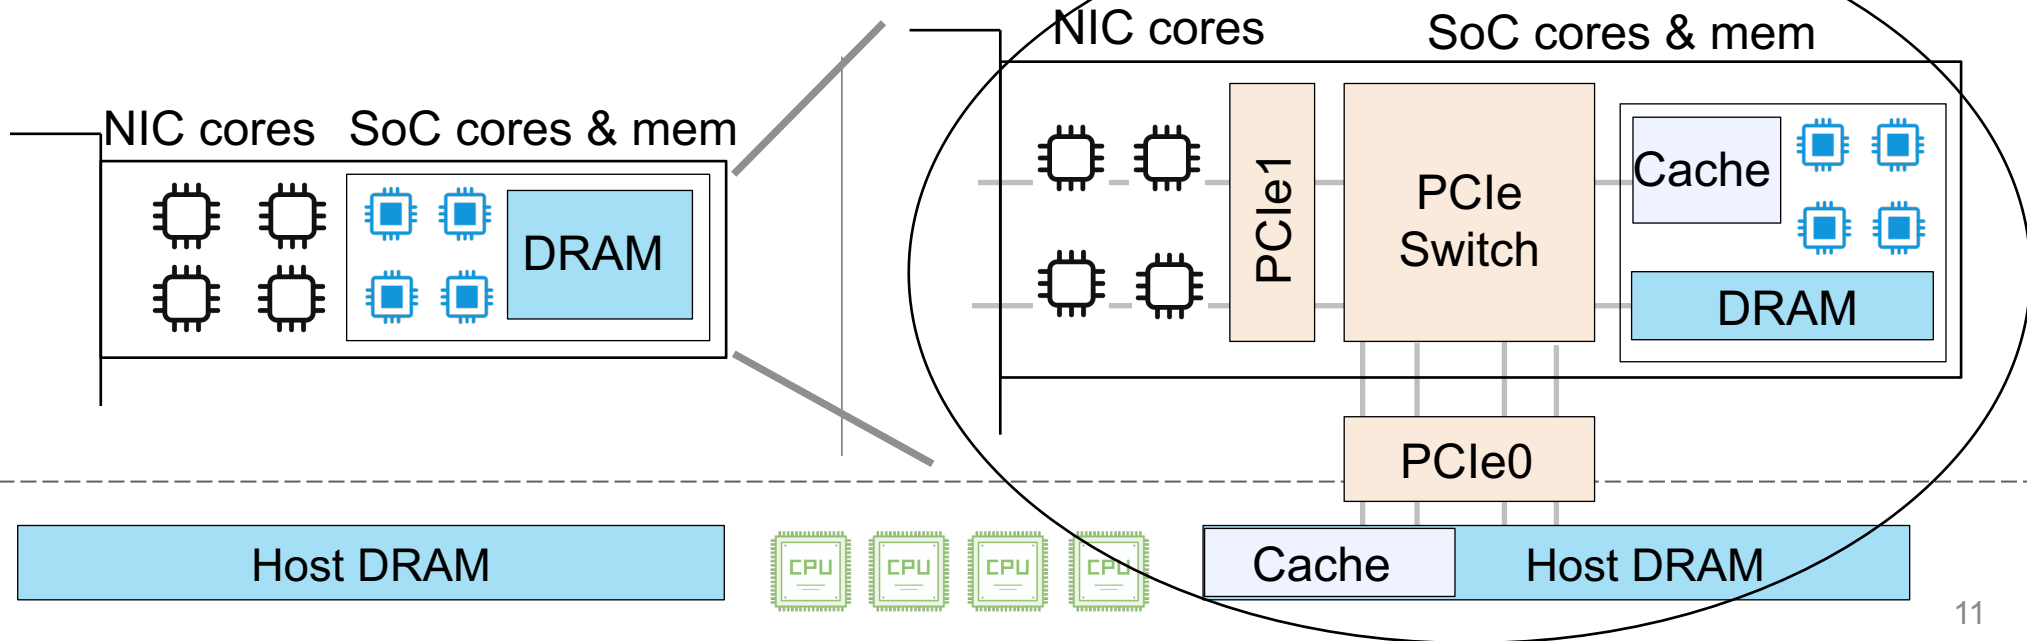 NIC cores
SoC cores & mem
DRAM
Host DRAM
CPU
CPU
CPU
CPU
NIC cores
SoC cores & mem
PCIe1
PCIe
Switch
Cache
DRAM
PCIe0
Cache
Host DRAM
11